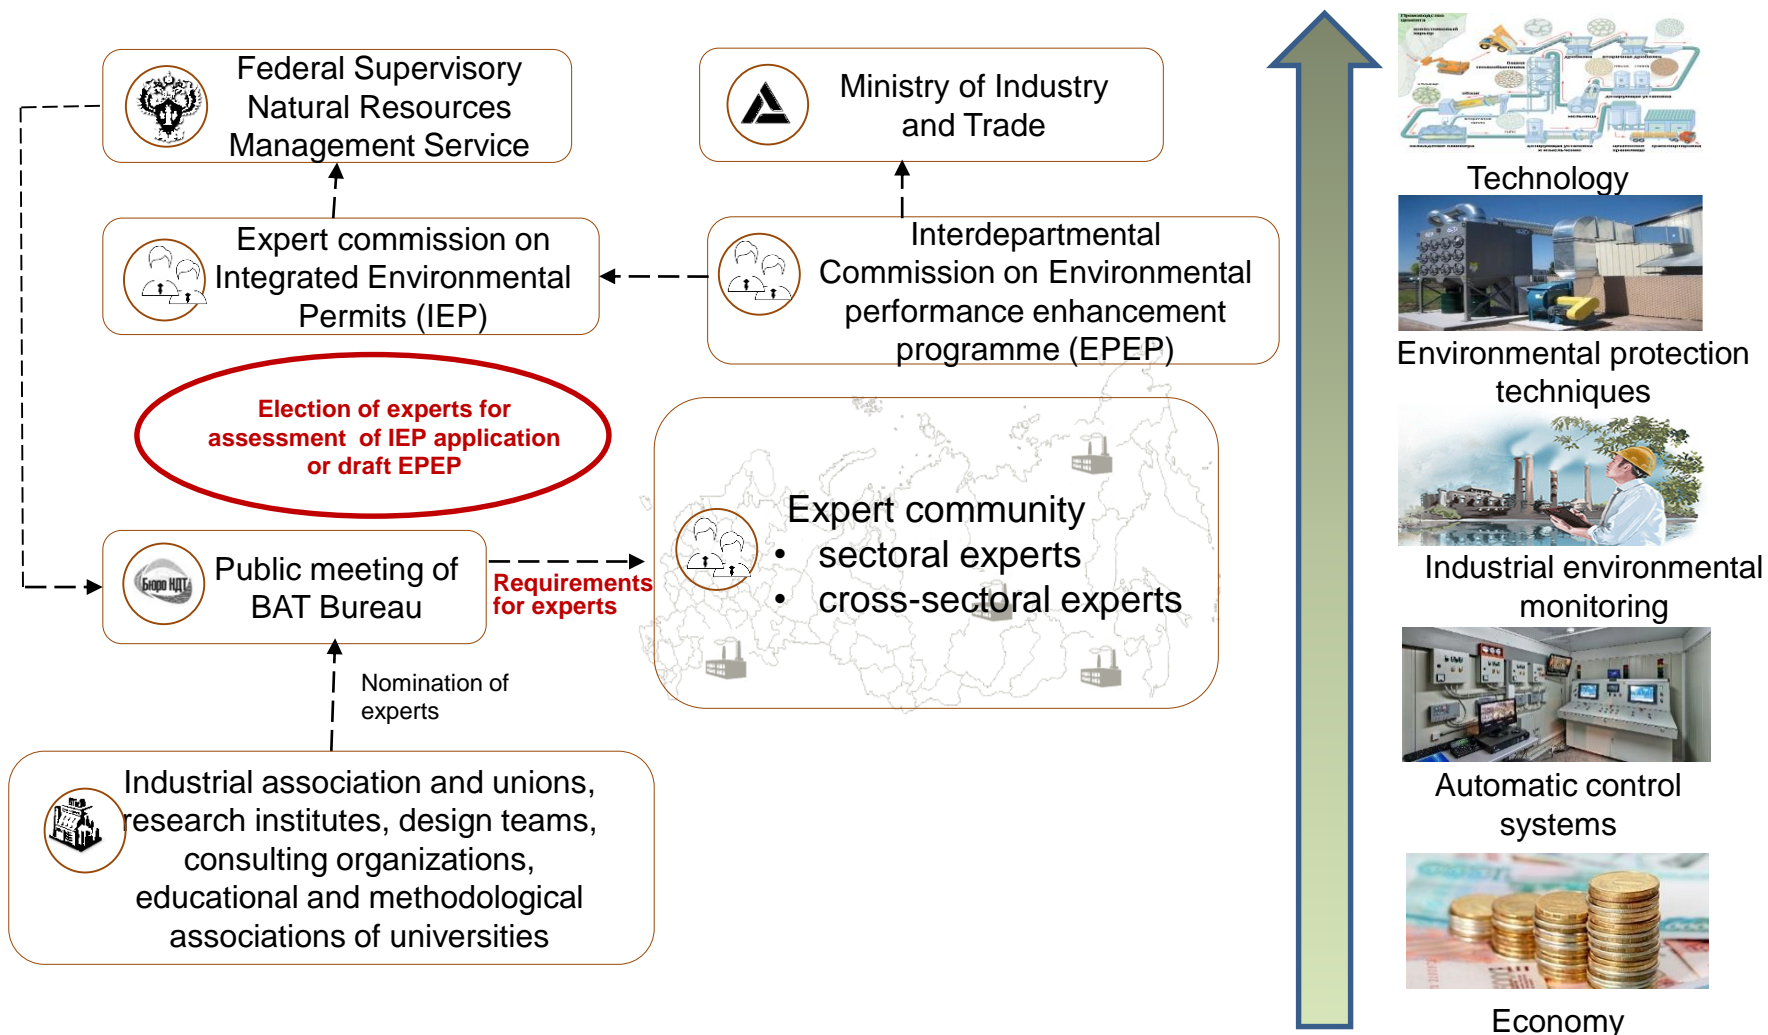 Federal Supervisory
Natural Resources
Management Service
Ministry of Industry
and Trade
Expert commission on
Integrated Environmental
Permits (IEP)
Interdepartmental
Commission on Environmental
performance enhancement
programme (EPEP)
Election of experts for
assessment of IEP application
or draft EPEP
Бюро НДТ
Public meeting of
BAT Bureau
Requirements
for experts
Expert community
• sectoral experts
• cross-sectoral experts
Nomination of
experts
Industrial association and unions,
research institutes, design teams,
consulting organizations,
educational and methodological
associations of universities
Производство
цемента
Technology
Environmental protection
techniques
Industrial environmental
monitoring
Automatic control
systems
Economy